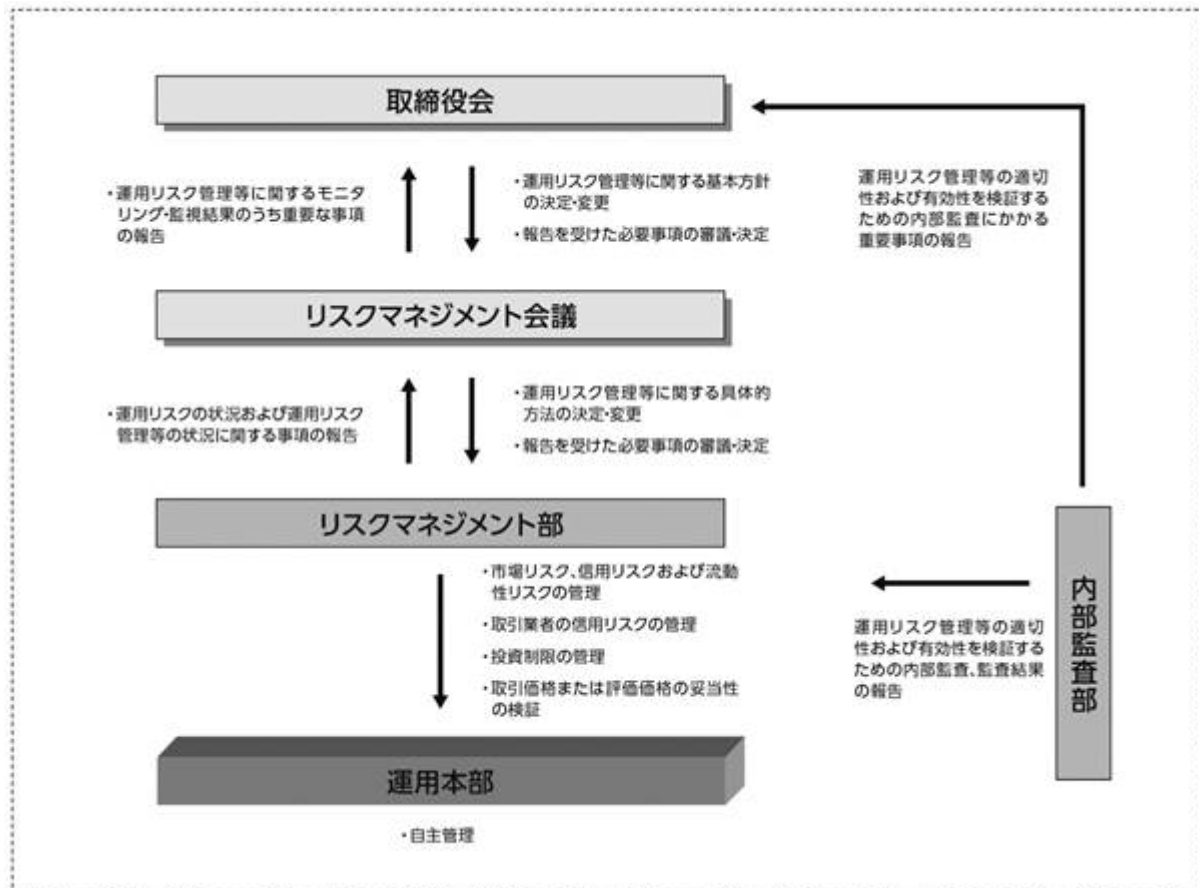 取締役会
・運用リスク管理等に関するモニタ
リング・監視結果のうち重要な事項
の報告
・運用リスク管理等に関する基本方針
の決定・変更
・報告を受けた必要事項の審議・決定
運用リスク管理等の適切
性および有効性を検証する
ための内部監査にかかる
重要事項の報告
リスクマネジメント会議
・運用リスクの状況および運用リスク
管理等の状況に関する事項の報告
・運用リスク管理等に関する具体的
方法の決定・変更
・報告を受けた必要事項の審議・決定
リスクマネジメント部
・市場リスク、信用リスクおよび流動
性リスクの管理
・取引業者の信用リスクの管理
・投資制限の管理
・取引価格または評価価格の妥当性
の検証
運用リスク管理等の適切
性および有効性を検証する
ための内部監査、監査結果
の報告
内部監査部
運用本部
・自主管理